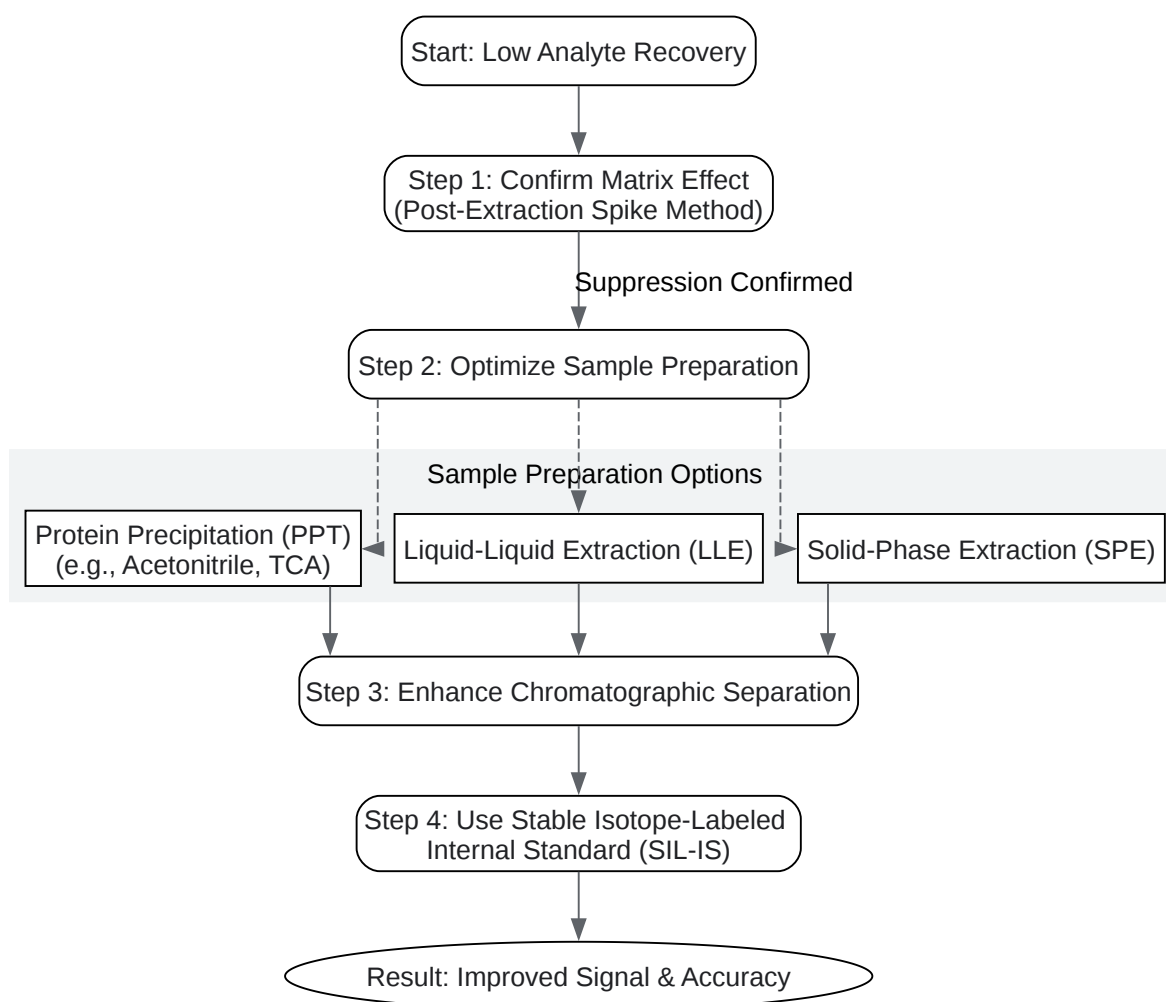 Start: Low Analyte Recovery
Step 1: Confirm Matrix Effect
(Post-Extraction Spike Method)
Suppression Confirmed
Step 2: Optimize Sample Preparation
Sample Preparation Options
Protein Precipitation (PPT)
(e.g., Acetonitrile, TCA)
Liquid-Liquid Extraction (LLE)
Solid-Phase Extraction (SPE)
Step 3: Enhance Chromatographic Separation
Step 4: Use Stable Isotope-Labeled
Internal Standard (SIL-IS)
Result: Improved Signal & Accuracy